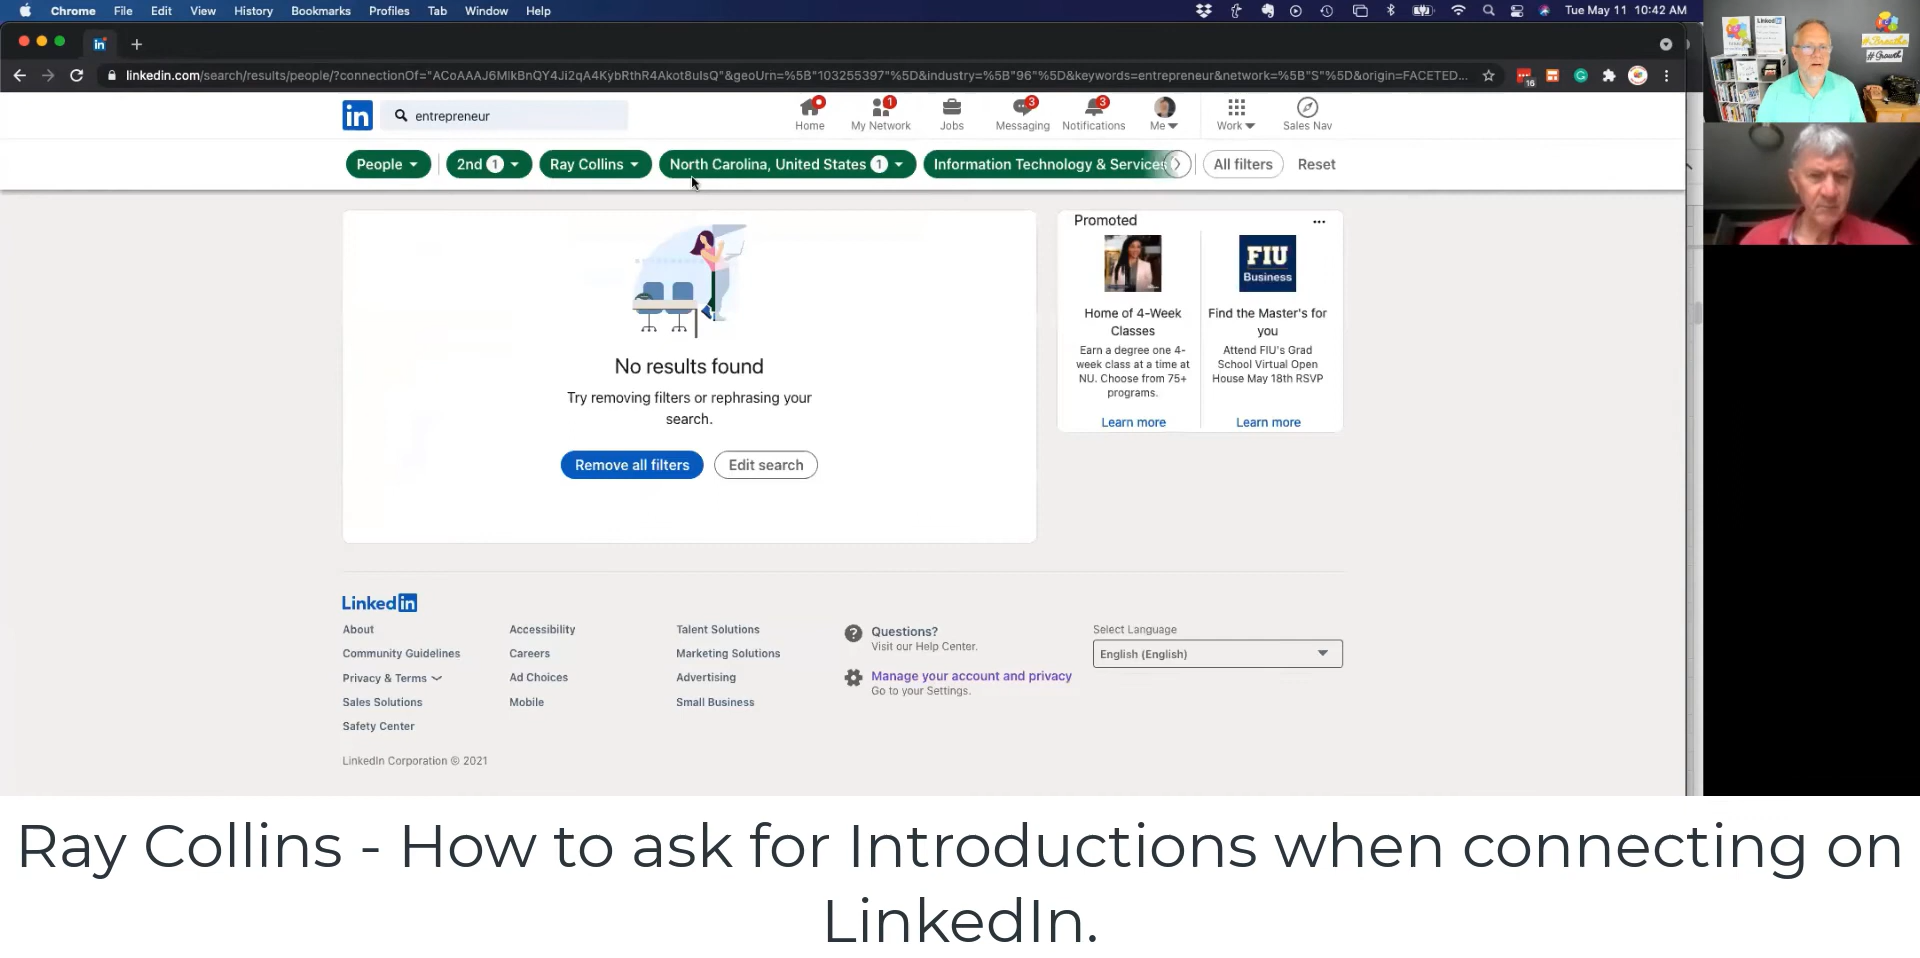 Chrome File Edit View History Bookmarks Profiles Tab Window Help Tue May 11 10:42 AM
linkedin.com/search/results/people/?connectionOf="ACoAAAJ6MlkBnQY4Ji2qA4KybRthR4Akot8uIsQ"&geoUrn=%5B"103255397"%5D&industry=%5B"96"%5D&keywords=entrepreneur&network=%5B"S"%5D&origin=FACETED...
16
in entrepreneur
1 3 3
Home My Network Jobs Messaging Notifications Me Work Sales Nav
People 2nd 1 Ray Collins North Carolina, United States 1 Information Technology & Services All filters Reset
No results found
Try removing filters or rephrasing your
search.
Remove all filters Edit search
Promoted ...
Home of 4-Week
Classes
Earn a degree one 4-
week class at a time at
NU. Choose from 75+
programs.
Learn more
FIU
Business
Find the Master's for
you
Attend FIU's Grad
School Virtual Open
House May 18th RSVP
Learn more
LinkedIn
About Accessibility Talent Solutions
Community Guidelines Careers Marketing Solutions
Privacy & Terms Ad Choices Advertising
Sales Solutions Mobile Small Business
Safety Center
Questions?
Visit our Help Center.
Manage your account and privacy
Go to your Settings.
Select Language
English (English)
LinkedIn Corporation © 2021
LinkedIn
#Breathe
#Growth
Ray Collins - How to ask for Introductions when connecting on
LinkedIn.